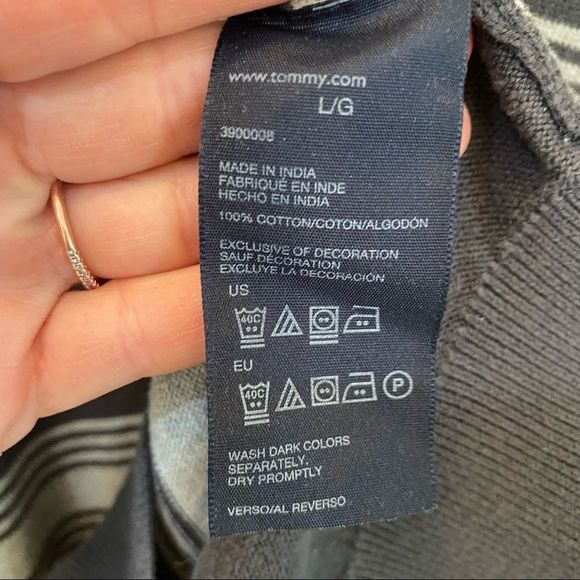 www.tommy.com
L/G
3900008
MADE IN INDIA
FABRIQUÉ EN INDE
HECHO EN INDIA
100% COTTON/COTON/ALGODÓN
EXCLUSIVE OF DECORATION
SAUF DÉCORATION
EXCLUYE LA DECORACIÓN
US
40C
EU
40C P
WASH DARK COLORS
SEPARATELY,
DRY PROMPTLY
VERSO/AL REVERSO